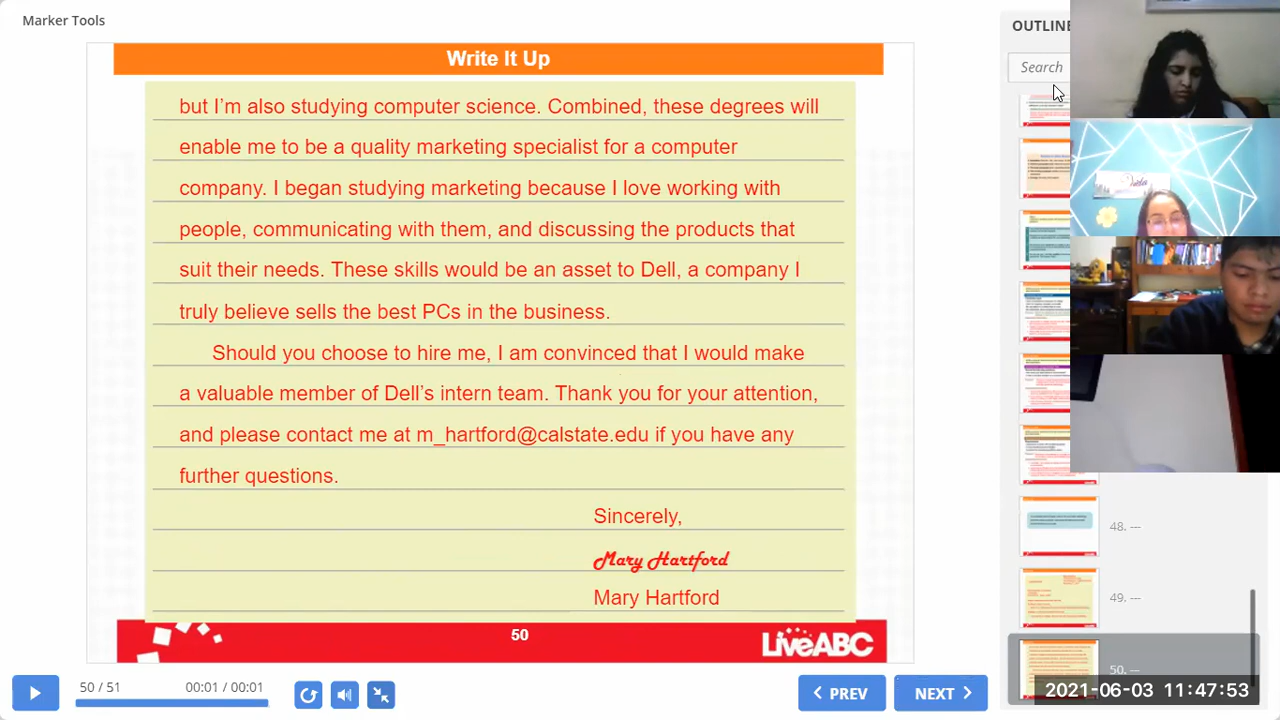 Marker Tools
OUTLINE
Search
Write It Up
but I'm also studying computer science. Combined, these degrees will
enable me to be a quality marketing specialist for a computer
company. I began studying marketing because I love working with
people, communicating with them, and discussing the products that
suit their needs. These skills would be an asset to Dell, a company I
truly believe sells the best PCs in the business.
Should you choose to hire me, I am convinced that I would make
a valuable member of Dell's intern team. Thank you for your attention,
and please contact me at m_hartford@calstate.edu if you have any
further questions.
Sincerely,
Mary Hartford
Mary Hartford
50
LiveABC
48. ---
49. ---
50. ---
50 / 51
00:01 / 00:01
PREV
NEXT
2021-06-03 11:47:53